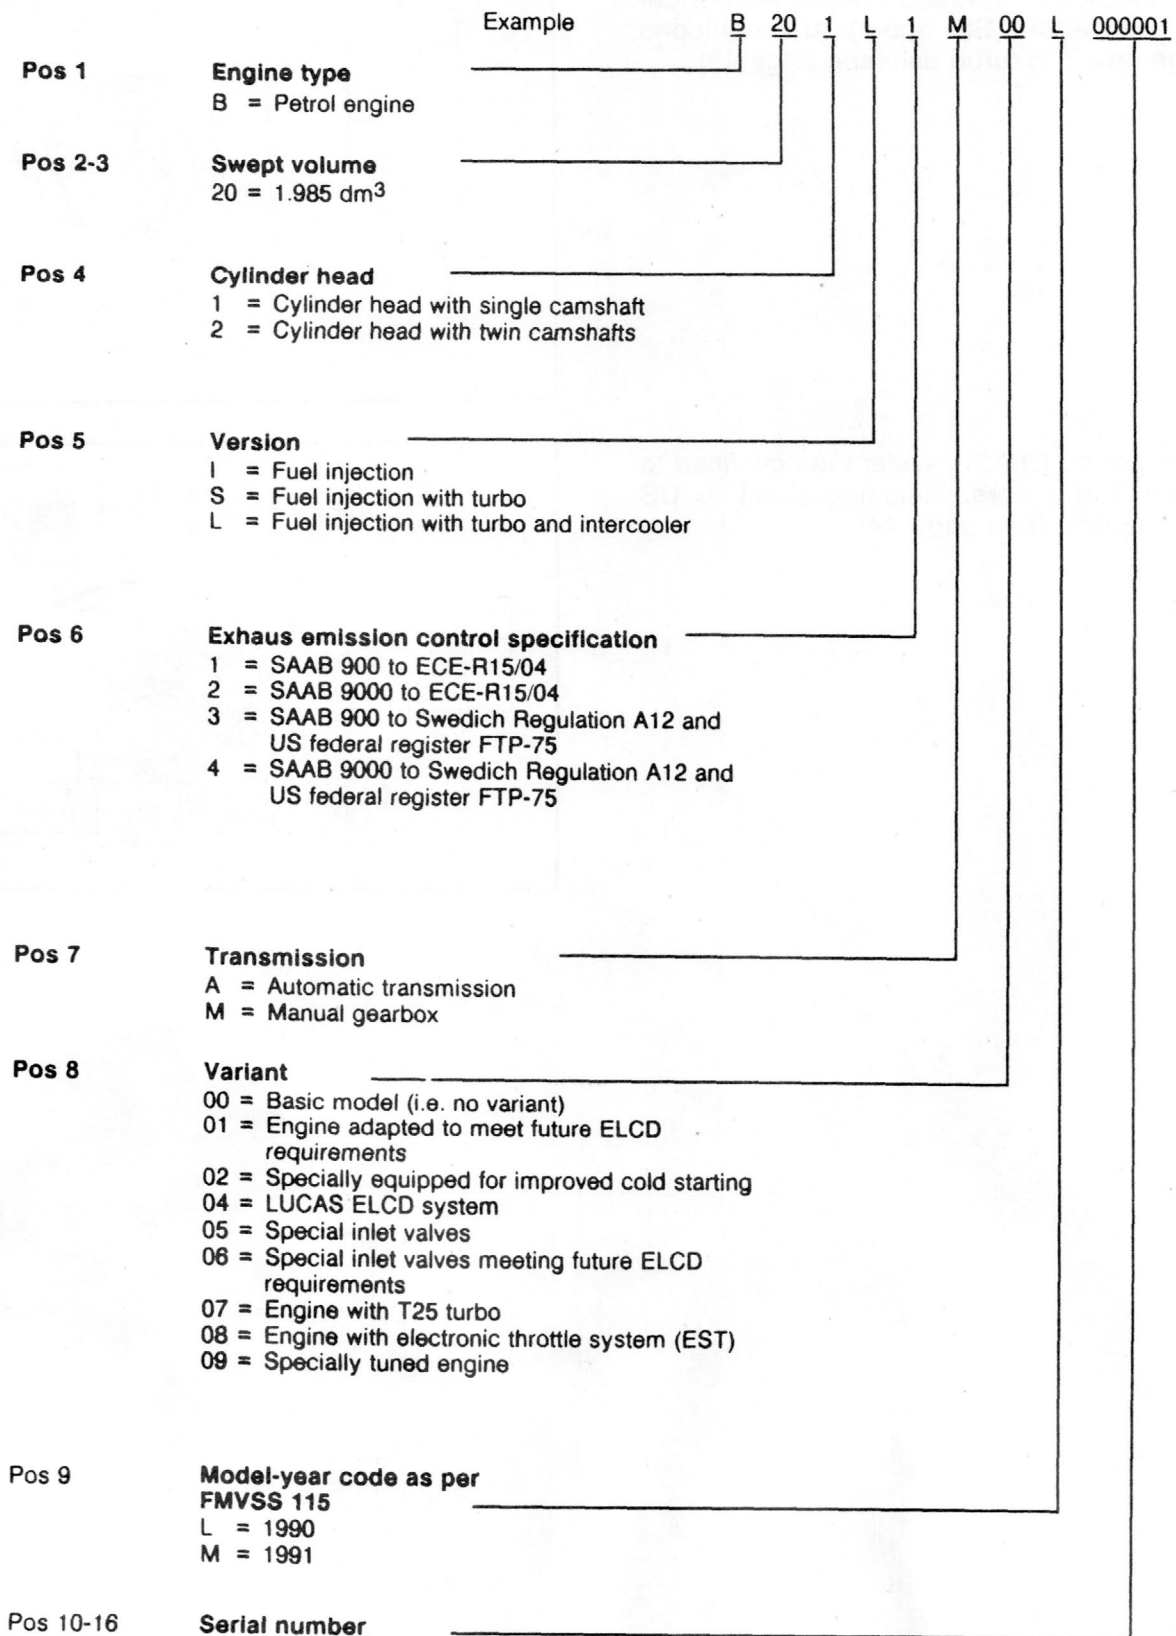 Example B 20 1 L 1 M 00 L 000001
Pos 1 Engine type
B = Petrol engine
Pos 2-3 Swept volume
20 = 1.985 dm3
Pos 4 Cylinder head
1 = Cylinder head with single camshaft
2 = Cylinder head with twin camshafts
Pos 5 Version
I = Fuel injection
S = Fuel injection with turbo
L = Fuel injection with turbo and intercooler
Pos 6 Exhaus emission control specification
1 = SAAB 900 to ECE-R15/04
2 = SAAB 9000 to ECE-R15/04
3 = SAAB 900 to Swedich Regulation A12 and
US federal register FTP-75
4 = SAAB 9000 to Swedich Regulation A12 and
US federal register FTP-75
Pos 7 Transmission
A = Automatic transmission
M = Manual gearbox
Pos 8 Variant
00 = Basic model (i.e. no variant)
01 = Engine adapted to meet future ELCD
requirements
02 = Specially equipped for improved cold starting
04 = LUCAS ELCD system
05 = Special inlet valves
06 = Special inlet valves meeting future ELCD
requirements
07 = Engine with T25 turbo
08 = Engine with electronic throttle system (EST)
09 = Specially tuned engine
Pos 9 Model-year code as per
FMVSS 115
L = 1990
M = 1991
Pos 10-16 Serial number